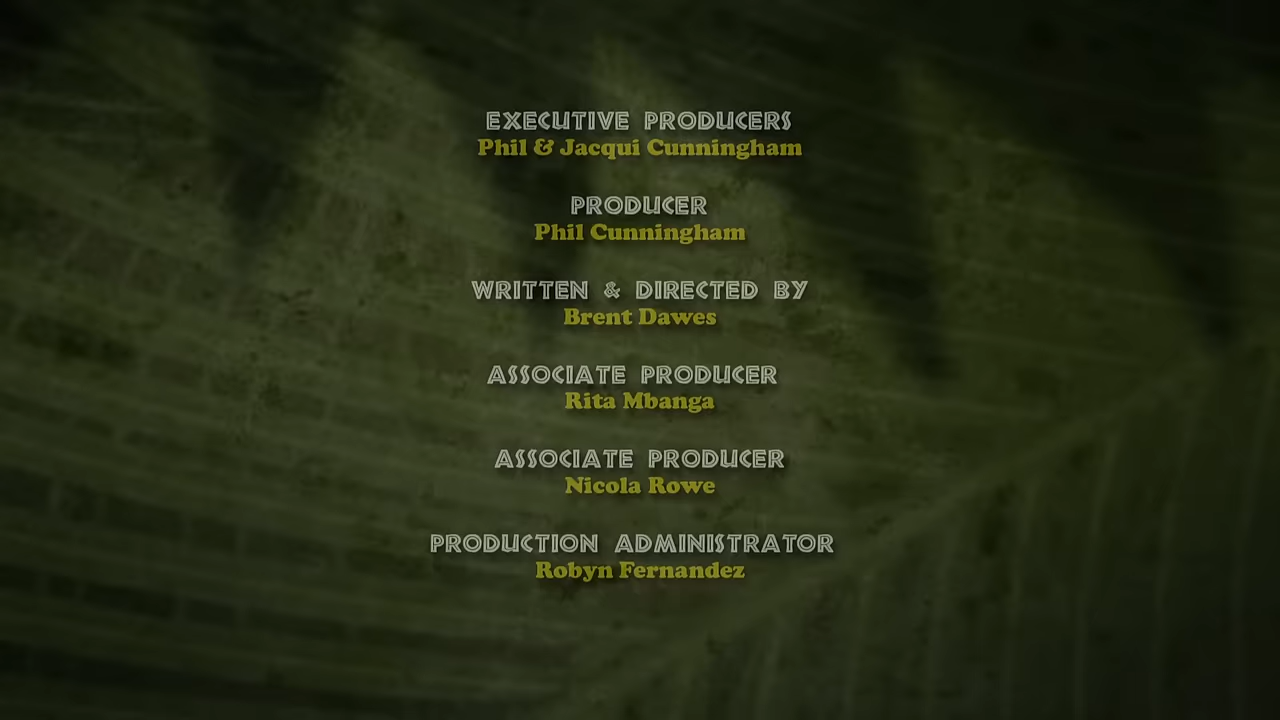 EXECUTIVE PRODUCERS
Phil & Jacqui Cunningham
PRODUCER
Phil Cunningham
WRITTEN & DIRECTED BY
Brent Dawes
ASSOCIATE PRODUCER
Rita Mbanga
ASSOCIATE PRODUCER
Nicola Rowe
PRODUCTION ADMINISTRATOR
Robyn Fernandez